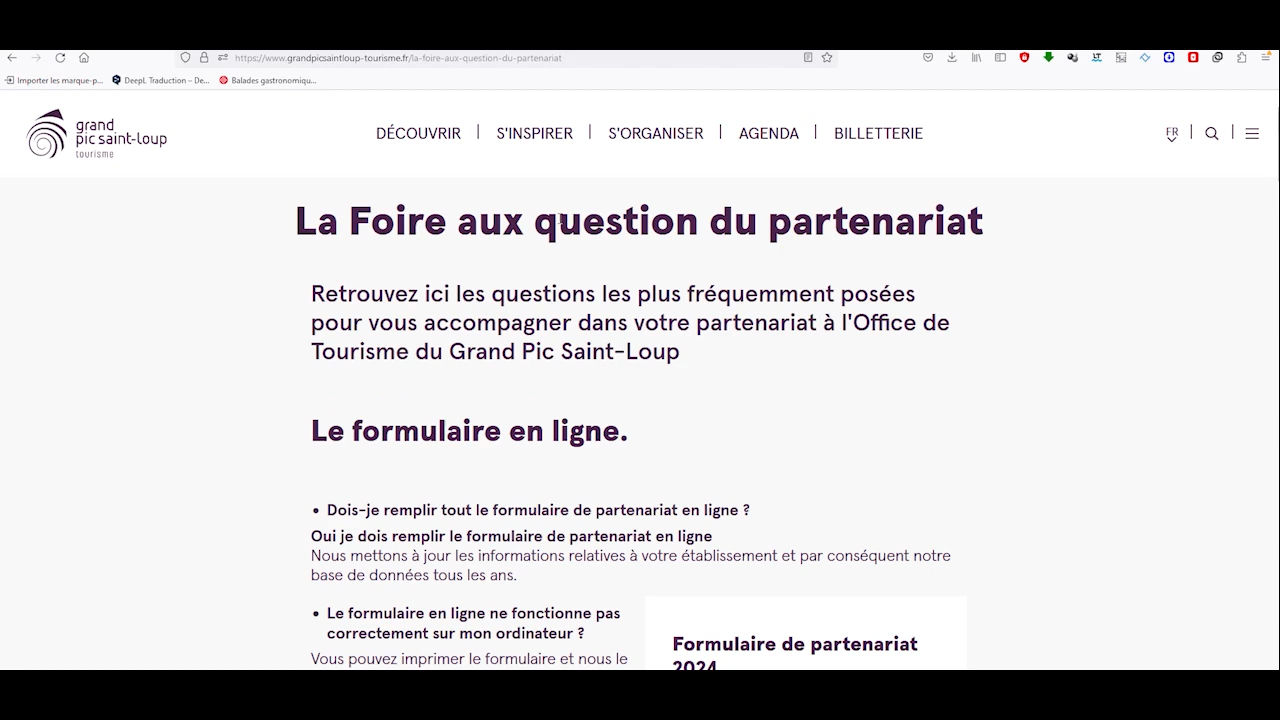 https://www.grandpicsaintloup-tourisme.fr/la-foire-aux-question-du-partenariat
Importer les marque-p... DeepL Traduction – De... Balades gastronomiqu...
grand
pic saint-loup
tourisme
DÉCOUVRIR | S'INSPIRER | S'ORGANISER | AGENDA | BILLETTERIE
FR
La Foire aux question du partenariat
Retrouvez ici les questions les plus fréquemment posées
pour vous accompagner dans votre partenariat à l'Office de
Tourisme du Grand Pic Saint-Loup
Le formulaire en ligne.
• Dois-je remplir tout le formulaire de partenariat en ligne ?
Oui je dois remplir le formulaire de partenariat en ligne
Nous mettons à jour les informations relatives à votre établissement et par conséquent notre
base de données tous les ans.
• Le formulaire en ligne ne fonctionne pas
correctement sur mon ordinateur ?
Vous pouvez imprimer le formulaire et nous le
Formulaire de partenariat
2024